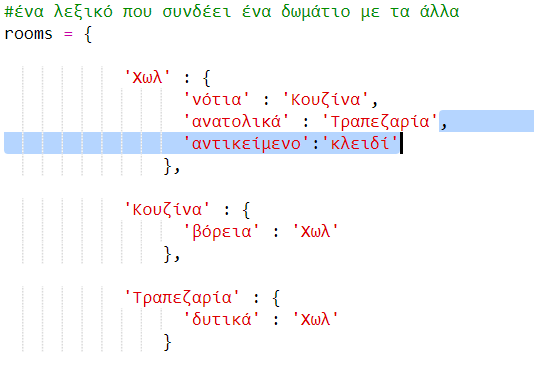 #ένα λεξικό που συνδέει ένα δωμάτιο με τα άλλα
rooms = {
'Χωλ' : {
'νότια' : 'Κουζίνα',
'ανατολικά' : 'Τραπεζαρία',
'αντικείμενο':'κλειδί'
},
'Κουζίνα' : {
'βόρεια' : 'Χωλ'
},
'Τραπεζαρία' : {
'δυτικά' : 'Χωλ'
}